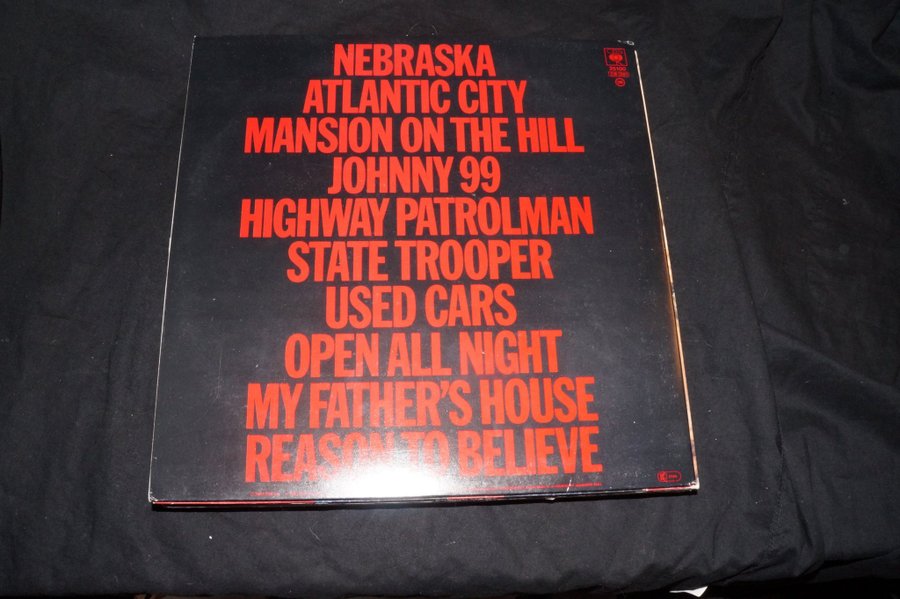 NEBRASKA
ATLANTIC CITY
MANSION ON THE HILL
JOHNNY 99
HIGHWAY PATROLMAN
STATE TROOPER
USED CARS
OPEN ALL NIGHT
MY FATHER'S HOUSE
REASON TO BELIEVE